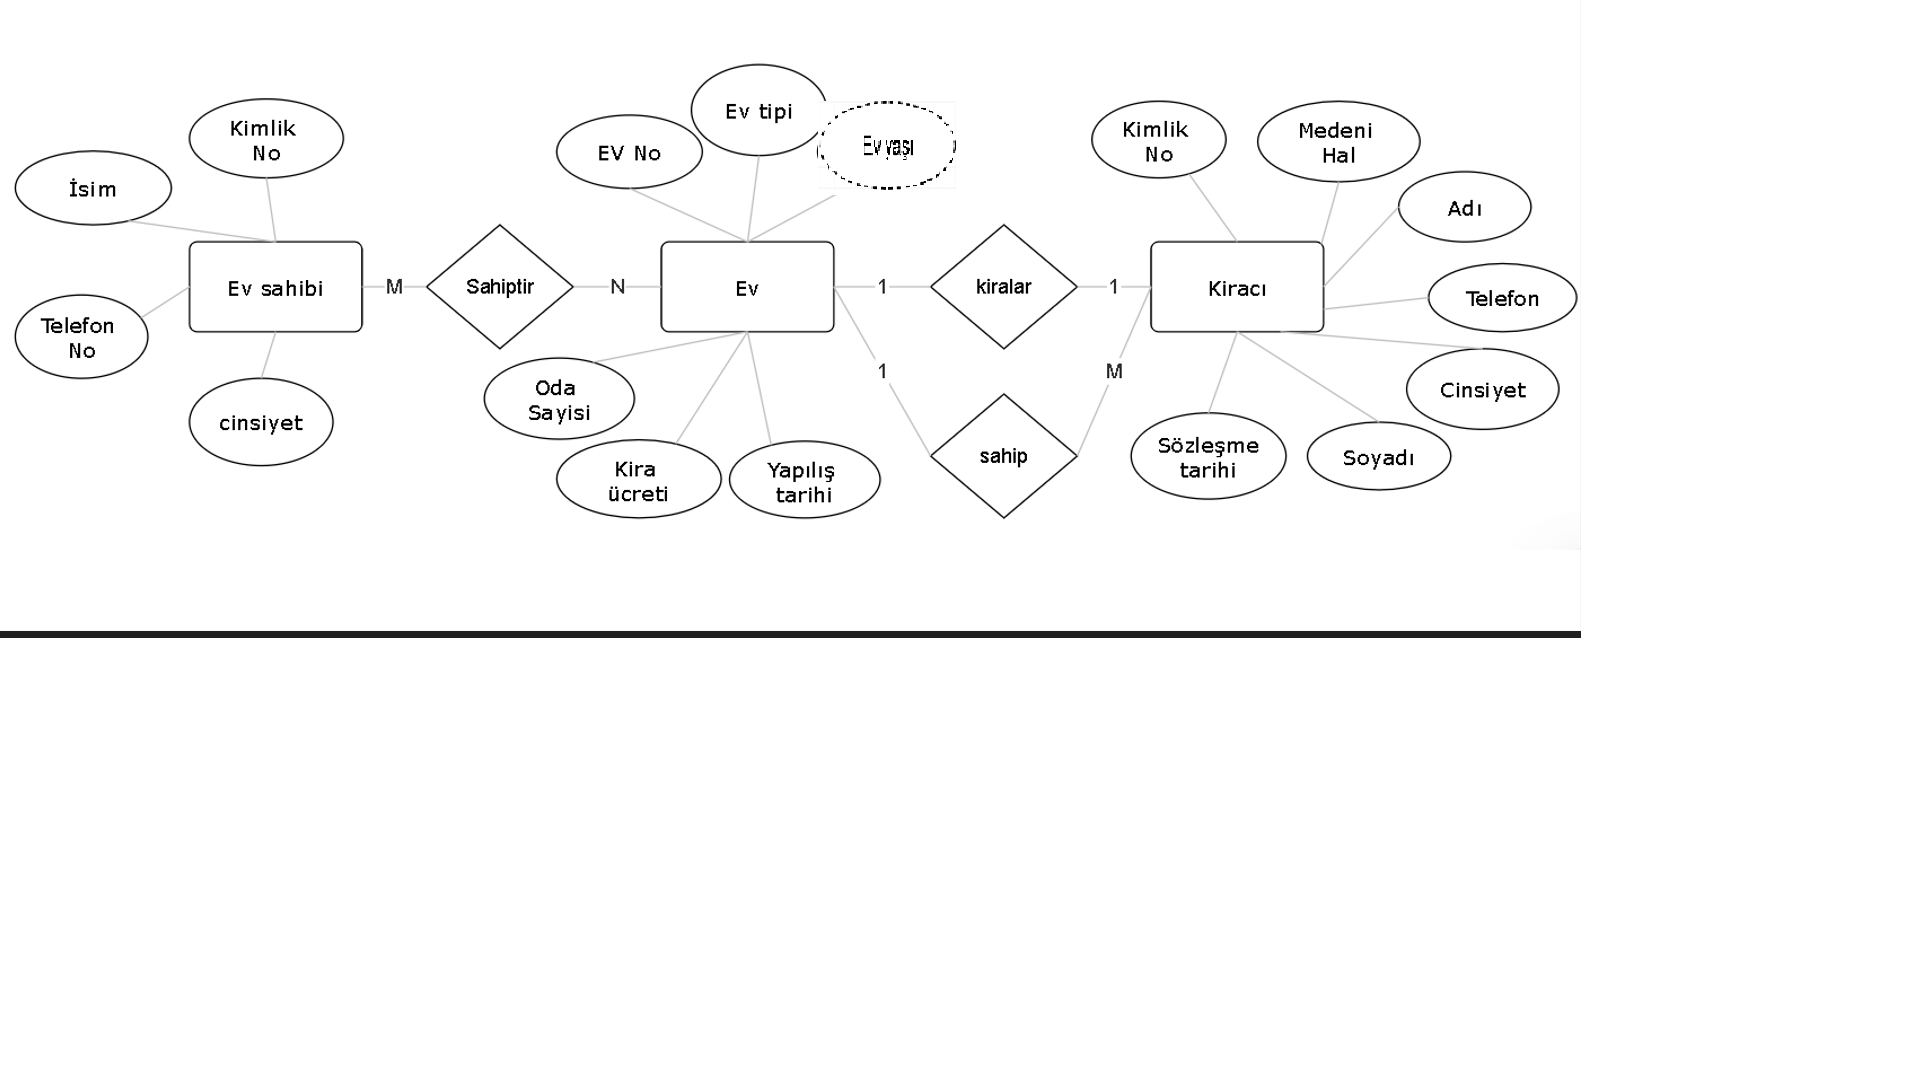 Kimlik
No
İsim
Ev sahibi
Telefon
No
cinsiyet
M
Sahiptir
N
EV No
Ev tipi
Ev yaşı
Ev
Oda
Sayisi
Kira
ücreti
Yapılış
tarihi
1
kiralar
1
1
sahip
M
Kimlik
No
Medeni
Hal
Adı
Kiracı
Telefon
Cinsiyet
Sözleşme
tarihi
Soyadı